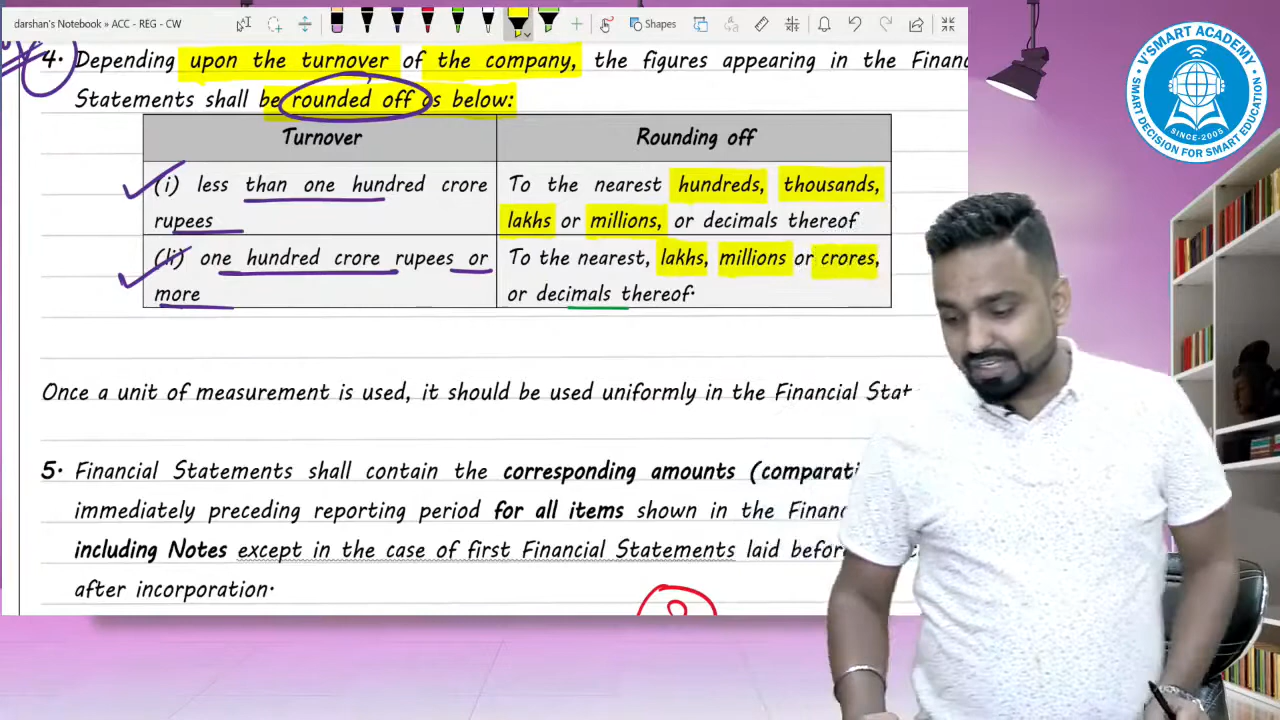 darshan's Notebook » ACC - REG - CW
Shapes
4. Depending upon the turnover of the company, the figures appearing in the
Statements shall be rounded off as below:
Turnover
Rounding off
(i) less than one hundred crore
rupees
To the nearest hundreds, thousands,
lakhs or millions, or decimals thereof
(ii) one hundred crore rupees or
more
To the nearest, lakhs, millions or crores,
or decimals thereof.
Once a unit of measurement is used, it should be used uniformly in the Financial
5. Financial Statements shall contain the corresponding amounts
immediately preceding reporting period for all items shown in the
including Notes except in the case of first Financial Statements laid
after incorporation.
V'SMART ACADEMY
SINCE-2005
SMART DECISION FOR SMART EDUCATION